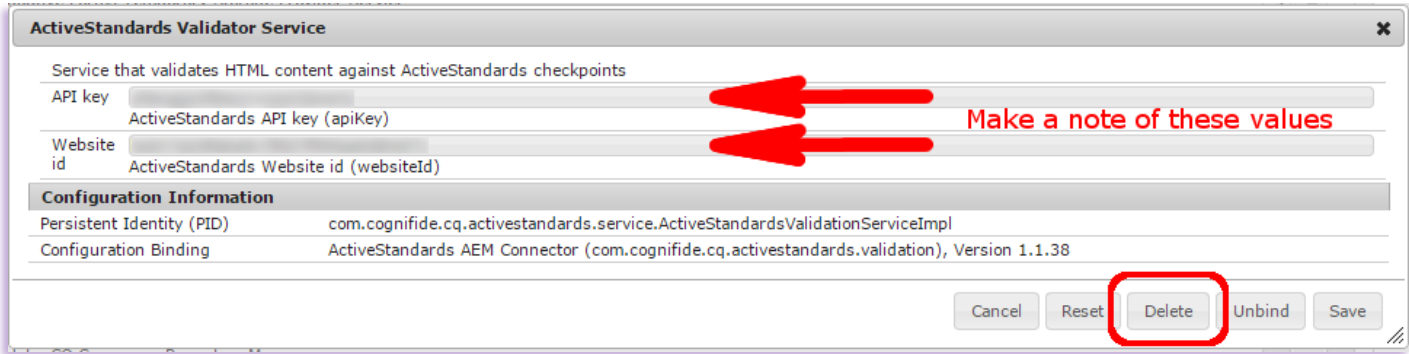 ActiveStandards Validator Service
Service that validates HTML content against ActiveStandards checkpoints
API key
ActiveStandards API key (apiKey)
Make a note of these values
Website
id
ActiveStandards Website id (websiteId)
Configuration Information
Persistent Identity (PID) com.cognifide.cq.activestandards.service.ActiveStandardsValidationServiceImpl
Configuration Binding ActiveStandards AEM Connector (com.cognifide.cq.activestandards.validation), Version 1.1.38
Cancel Reset Delete Unbind Save